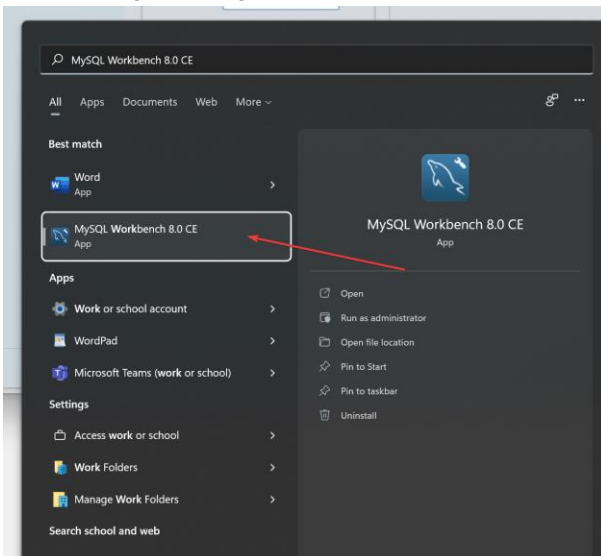 MySQL Workbench 8.0 CE
All Apps Documents Web More
Best match
Word
App
MySQL Workbench 8.0 CE
App
Apps
Work or school account
WordPad
Microsoft Teams (work or school)
Settings
Access work or school
Work Folders
Manage Work Folders
Search school and web
MySQL Workbench 8.0 CE
App
Open
Run as administrator
Open file location
Pin to Start
Pin to taskbar
Uninstall